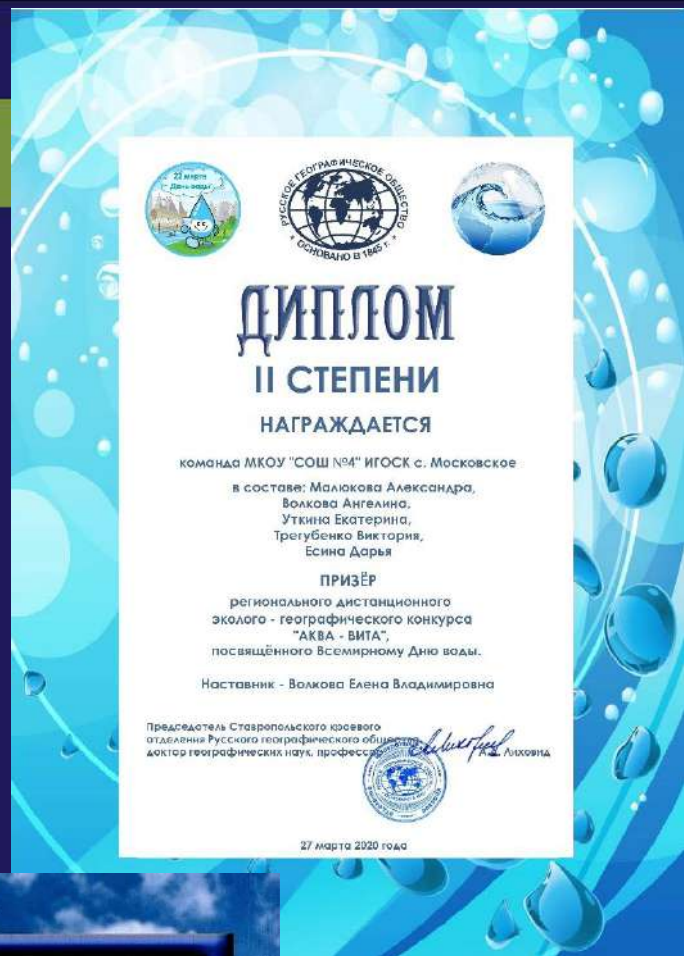 22 марта
День воды
РУССКОЕ ГЕОГРАФИЧЕСКОЕ ОБЩЕСТВО
ОСНОВАНО В 1845 г.
ДИПЛОМ
II СТЕПЕНИ
НАГРАЖДАЕТСЯ
команда МКОУ "СОШ №4" ИГОСК с. Московское
в составе: Малюкова Александра,
Волкова Ангелина,
Уткина Екатерина,
Трегубенко Виктория,
Есина Дарья
ПРИЗЁР
регионального дистанционного
эколого - географического конкурса
"АКВА - ВИТА",
посвящённого Всемирному Дню воды.
Наставник - Волкова Елена Владимировна
Председатель Ставропольского краевого
отделения Русского географического общества
доктор географических наук, профессор
Лиховид
27 марта 2020 года